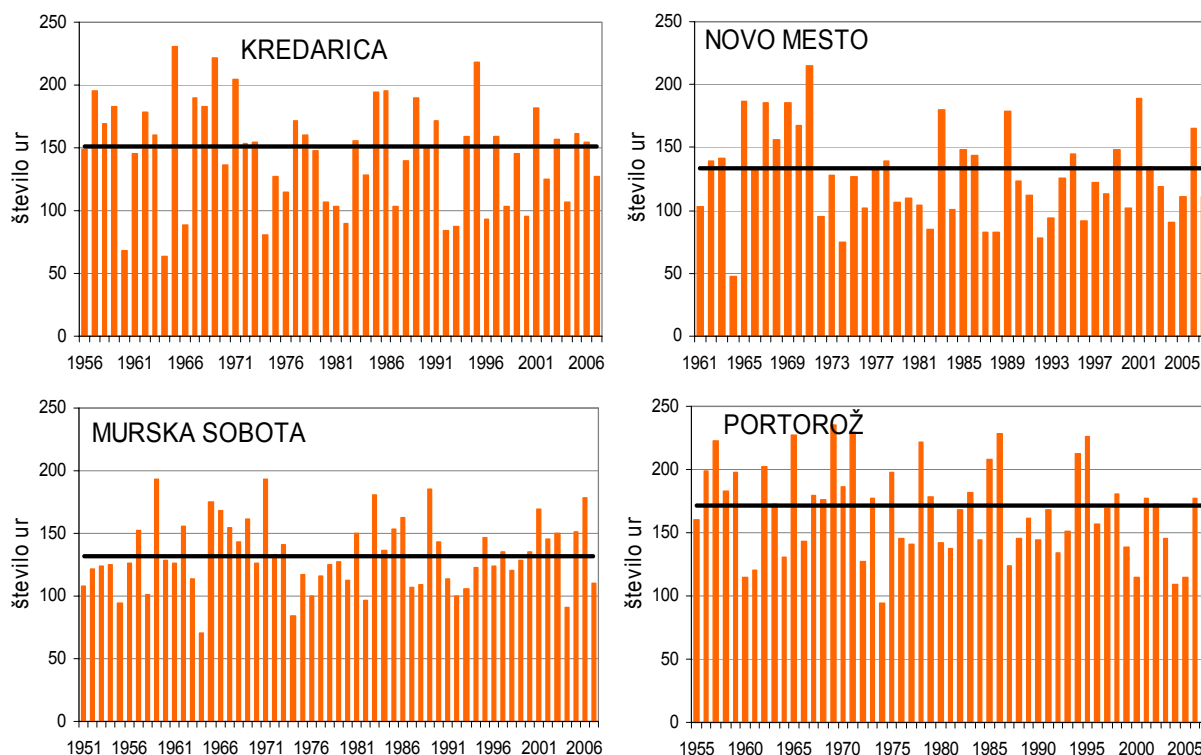 KREDARICA
število ur
250
200
150
100
50
0
1956 1961 1966 1971 1976 1981 1986 1991 1996 2001 2006
NOVO MESTO
število ur
250
200
150
100
50
0
1961 1965 1969 1973 1977 1981 1985 1989 1993 1997 2001 2005
MURSKA SOBOTA
število ur
250
200
150
100
50
0
1951 1956 1961 1966 1971 1976 1981 1986 1991 1996 2001 2006
PORTOROŽ
število ur
250
200
150
100
50
0
1955 1960 1965 1970 1975 1980 1985 1990 1995 2000 2005